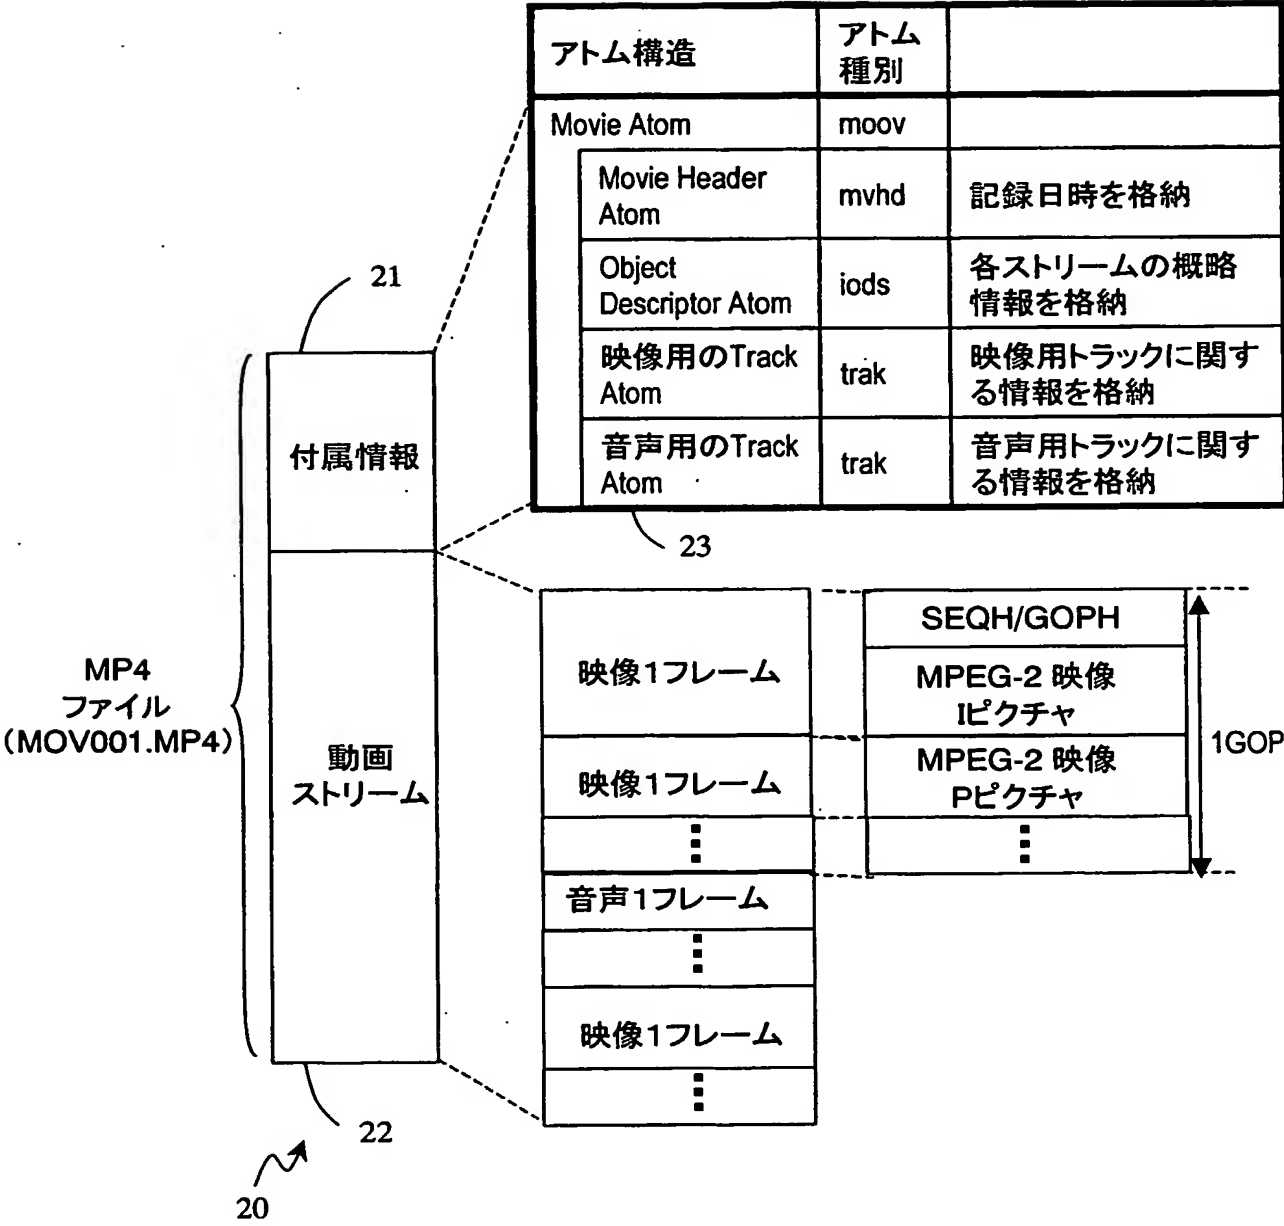 アトム構造
アトム
種別
Movie Atom
moov
Movie Header
Atom
mvhd
記録日時を格納
Object
Descriptor Atom
iods
各ストリームの概略
情報を格納
映像用のTrack
Atom
trak
映像用トラックに関す
る情報を格納
音声用のTrack
Atom
trak
音声用トラックに関す
る情報を格納
23
21
付属情報
MP4
ファイル
(MOV001.MP4)
動画
ストリーム
22
20
映像1フレーム
映像1フレーム
⋮
音声1フレーム
⋮
映像1フレーム
⋮
SEQH/GOPH
MPEG-2 映像
Iピクチャ
MPEG-2 映像
Pピクチャ
⋮
1GOP